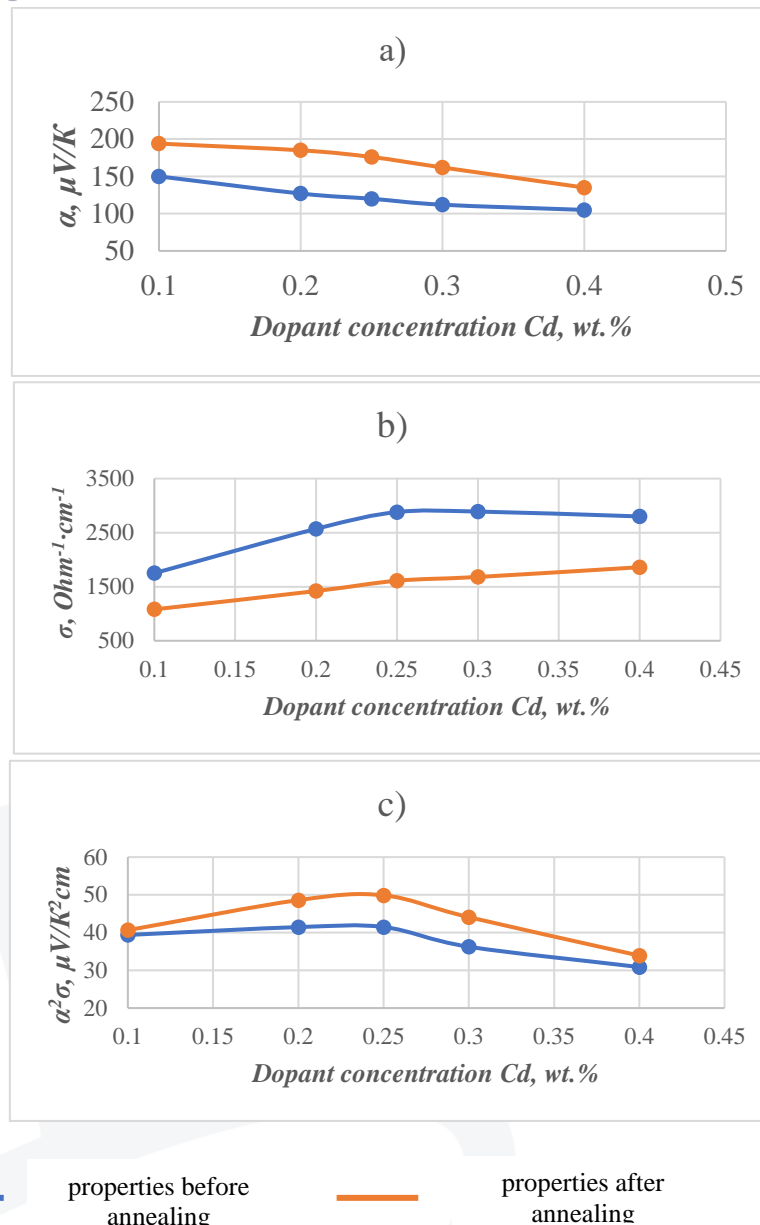 a)
250
200
150
100
50
α, μV/K
0.1 0.2 0.3 0.4 0.5
Dopant concentration Cd, wt.%
b)
3500
2500
1500
500
σ, Ohm⁻¹·cm⁻¹
0.1 0.15 0.2 0.25 0.3 0.35 0.4 0.45
Dopant concentration Cd, wt.%
c)
60
50
40
30
20
α²σ, μV/K²cm
0.1 0.15 0.2 0.25 0.3 0.35 0.4 0.45
Dopant concentration Cd, wt.%
properties before
annealing
properties after
annealing